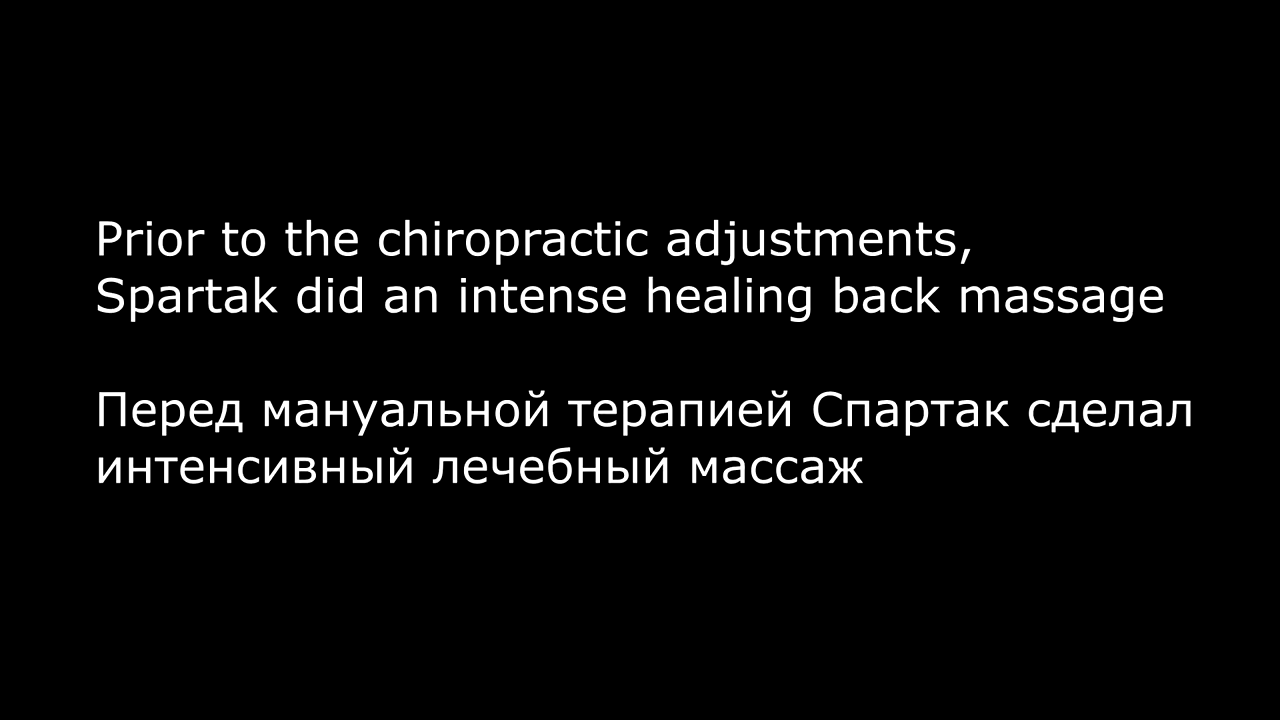 Prior to the chiropractic adjustments,
Spartak did an intense healing back massage
Перед мануальной терапией Спартак сделал
интенсивный лечебный массаж